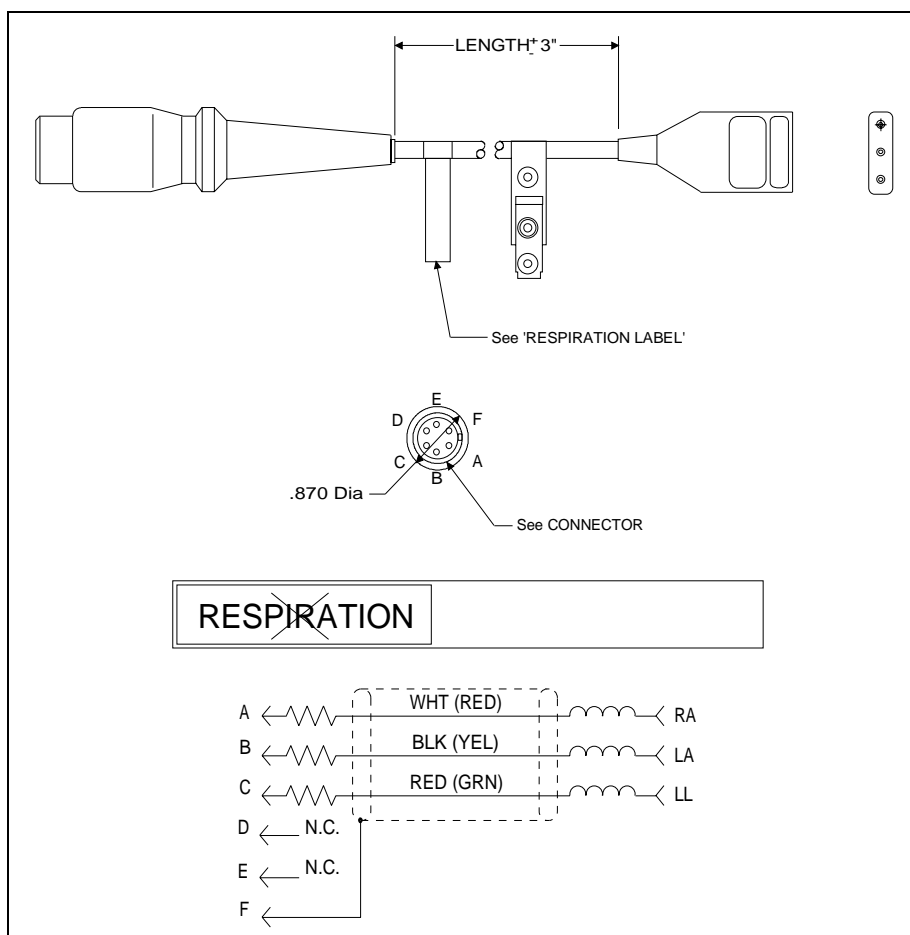 LENGTH± 3"
See 'RESPIRATION LABEL'
E
D F
C A
B
.870 Dia
See CONNECTOR
RESPIRATION
A WHT (RED) RA
B BLK (YEL) LA
C RED (GRN) LL
D N.C.
E N.C.
F